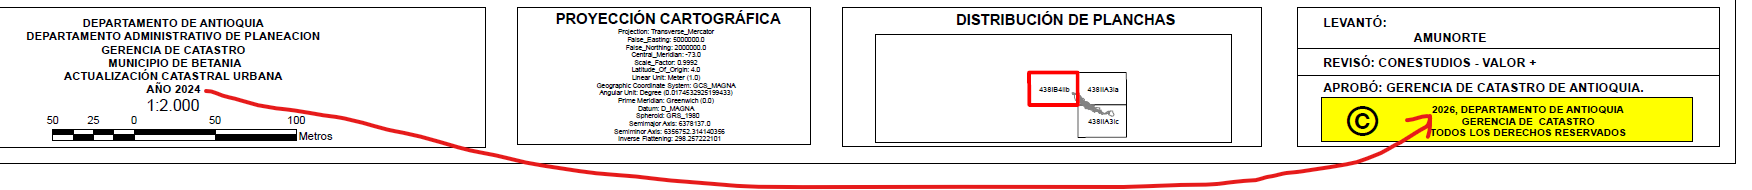 DEPARTAMENTO DE ANTIOQUIA
DEPARTAMENTO ADMINISTRATIVO DE PLANEACION
GERENCIA DE CATASTRO
MUNICIPIO DE BETANIA
ACTUALIZACIÓN CATASTRAL URBANA
AÑO 2024
1:2.000
50 25 0 50 100
Metros
PROYECCIÓN CARTOGRÁFICA
Projection: Transverse_Mercator
False_Easting: 5000000.0
False_Northing: 2000000.0
Central_Meridian: -73.0
Scale_Factor: 0.9992
Latitude_Of_Origin: 4.0
Linear Unit: Meter (1.0)
Geographic Coordinate System: GCS_MAGNA
Angular Unit: Degree (0.0174532925199433)
Prime Meridian: Greenwich (0.0)
Datum: D_MAGNA
Spheroid: GRS_1980
Semimajor Axis: 6378137.0
Semiminor Axis: 6356752.314140356
Inverse Flattening: 298.257222101
DISTRIBUCIÓN DE PLANCHAS
438IB4IIb 438IIA3Ia
438IIA3Ic
LEVANTÓ:
AMUNORTE
REVISÓ: CONESTUDIOS - VALOR +
APROBÓ: GERENCIA DE CATASTRO DE ANTIOQUIA.
©
2026, DEPARTAMENTO DE ANTIOQUIA
GERENCIA DE CATASTRO
TODOS LOS DERECHOS RESERVADOS